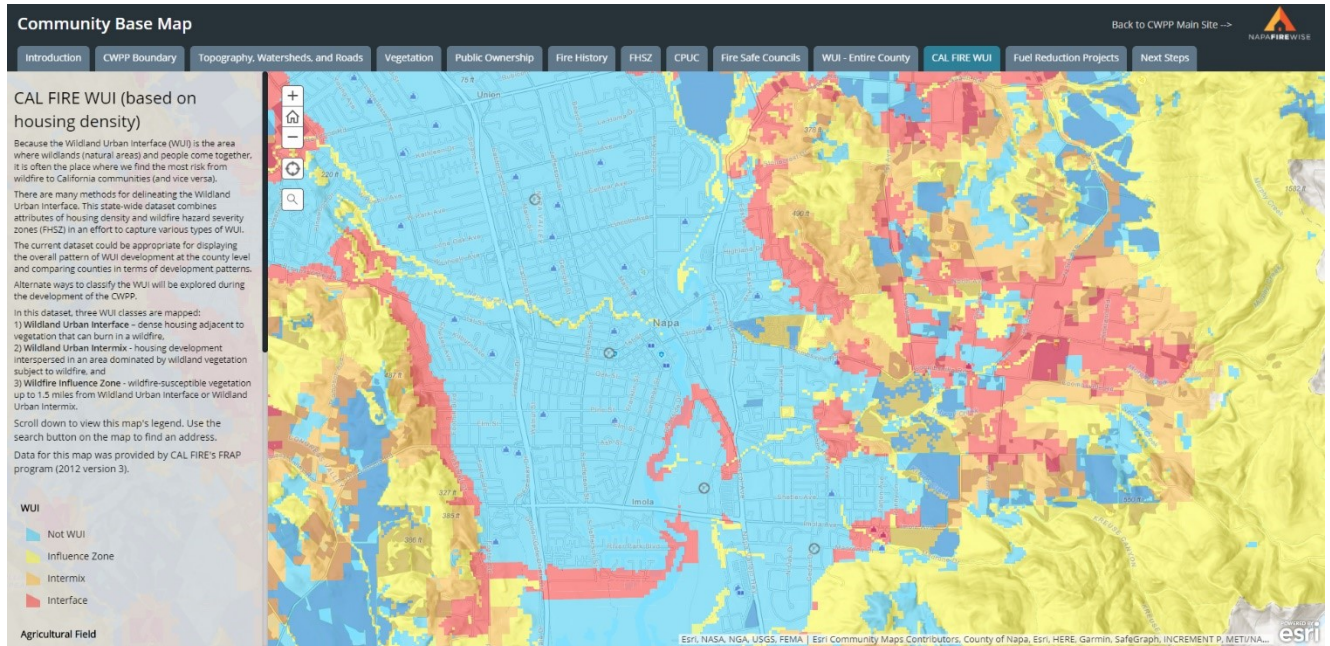 Community Base Map
Back to CWPP Main Site -->
NAPAFIREWISE
Introduction
CWPP Boundary
Topography, Watersheds, and Roads
Vegetation
Public Ownership
Fire History
FHSZ
CPUC
Fire Safe Councils
WUI - Entire County
CAL FIRE WUI
Fuel Reduction Projects
Next Steps
CAL FIRE WUI (based on
housing density)
Because the Wildland Urban Interface (WUI) is the area
where wildlands (natural areas) and people come together,
it is often the place where we find the most risk from
wildfire to California communities (and vice versa).
There are many methods for delineating the Wildland
Urban Interface. This state-wide dataset combines
attributes of housing density and wildfire hazard severity
zones (FHSZ) in an effort to capture various types of WUI.
The current dataset could be appropriate for displaying
the overall pattern of WUI development at the county level
and comparing counties in terms of development patterns.
Alternate ways to classify the WUI will be explored during
the development of the CWPP.
In this dataset, three WUI classes are mapped:
1) Wildland Urban Interface – dense housing adjacent to
vegetation that can burn in a wildfire,
2) Wildland Urban Intermix - housing development
interspersed in an area dominated by wildland vegetation
subject to wildfire, and
3) Wildfire Influence Zone - wildfire-susceptible vegetation
up to 1.5 miles from Wildland Urban Interface or Wildland
Urban Intermix.
Scroll down to view this map's legend. Use the
search button on the map to find an address.
Data for this map was provided by CAL FIRE's FRAP
program (2012 version 3).
WUI
Not WUI
Influence Zone
Intermix
Interface
Agricultural Field
75 ft
Union
220 ft
Napa
Imola
327 ft
385 ft
366 ft
Esri, NASA, NGA, USGS, FEMA | Esri Community Maps Contributors, County of Napa, Esri, HERE, Garmin, SafeGraph, INCREMENT P, METI/NA...
POWERED BY
esri